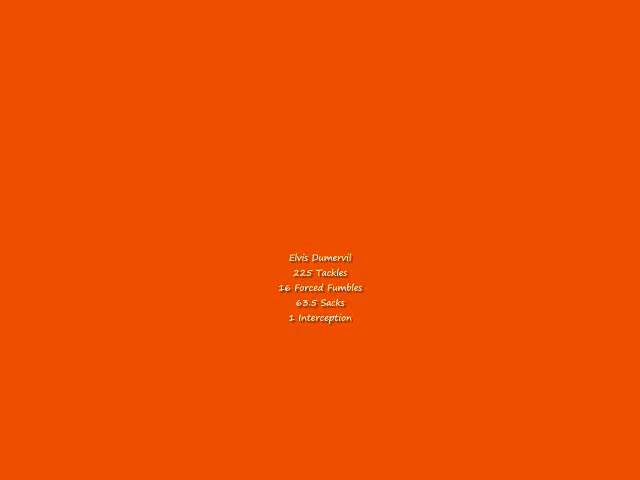 Elvis Dumervil
225 Tackles
16 Forced Fumbles
63.5 Sacks
1 Interception